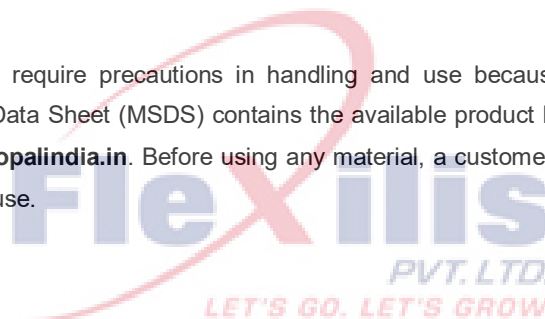 require precautions in handling and use becaus
Data Sheet (MSDS) contains the available product
opalindia.in. Before using any material, a custome
use.
Flexilis
PVT. LTD
LET'S GO. LET'S GROW